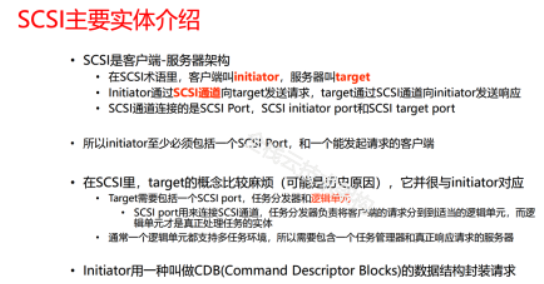 SCSI主要实体介绍
• SCSI是客户端-服务器架构
• 在SCSI术语里，客户端叫initiator，服务器叫target
• Initiator通过SCSI通道向target发送请求，target通过SCSI通道向initiator发送响应
• SCSI通道连接的是SCSI Port，SCSI initiator port和SCSI target port
• 所以initiator至少必须包括一个SCSI Port，和一个能发起请求的客户端
• 在SCSI里，target的概念比较麻烦（可能是历史原因），它并很与initiator对应
• Target需要包括一个SCSI port，任务分发器和逻辑单元
• SCSI port用来连接SCSI通道，任务分发器负责将客户端的请求分到到适当的逻辑单元，而逻
辑单元才是真正处理任务的实体
• 通常一个逻辑单元都支持多任务环境，所以需要包含一个任务管理器和真正响应请求的服务器
• Initiator用一种叫做CDB(Command Descriptor Blocks)的数据结构封装请求